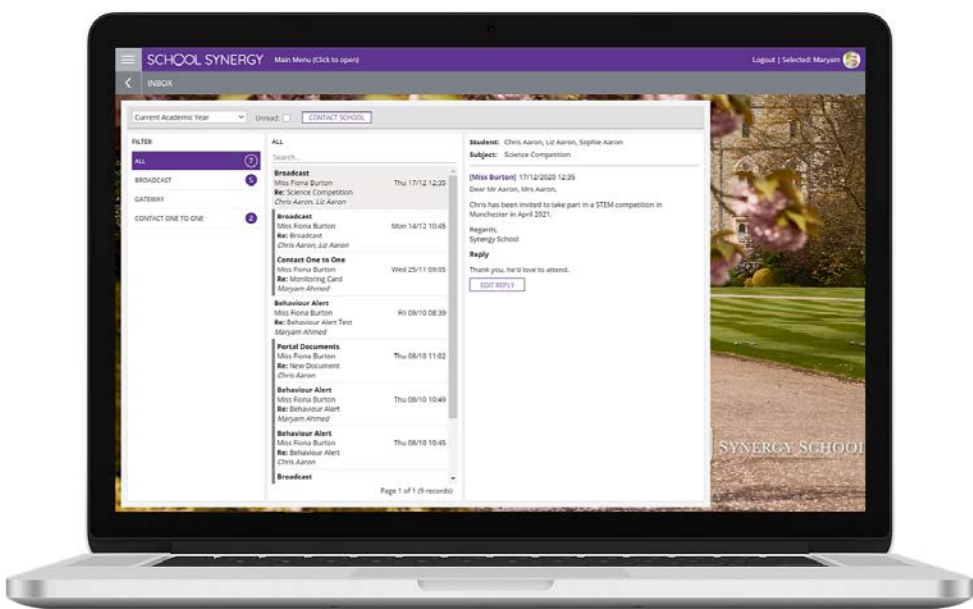 SCHOOL SYNERGY Main Menu (Click to open) Logout | Selected: Maryam
INBOX
Current Academic Year Unread: CONTACT SCHOOL
FILTER
ALL 7
BROADCAST 5
GATEWAY
CONTACT ONE TO ONE 2
ALL
Search...
Broadcast
Miss Fiona Burton Thu 17/12 12:35
Re: Science Competition
Chris Aaron, Liz Aaron
Broadcast
Miss Fiona Burton Mon 14/12 10:45
Re: Broadcast
Chris Aaron, Liz Aaron
Contact One to One
Miss Fiona Burton Wed 25/11 09:05
Re: Monitoring Card
Maryam Ahmed
Behaviour Alert
Miss Fiona Burton Fri 09/10 08:39
Re: Behaviour Alert Test
Maryam Ahmed
Portal Documents
Miss Fiona Burton Thu 08/10 11:02
Re: New Document
Chris Aaron
Behaviour Alert
Miss Fiona Burton Thu 08/10 10:49
Re: Behaviour Alert
Maryam Ahmed
Behaviour Alert
Miss Fiona Burton Thu 08/10 10:45
Re: Behaviour Alert
Chris Aaron
Broadcast
Page 1 of 1 (9 records)
Student: Chris Aaron, Liz Aaron, Sophie Aaron
Subject: Science Competition
[Miss Burton] 17/12/2020 12:35
Dear Mr Aaron, Mrs Aaron,
Chris has been invited to take part in a STEM competition in
Manchester in April 2021.
Regards,
Synergy School
Reply
Thank you, he'd love to attend.
EDIT REPLY
SYNERGY SCHOOL